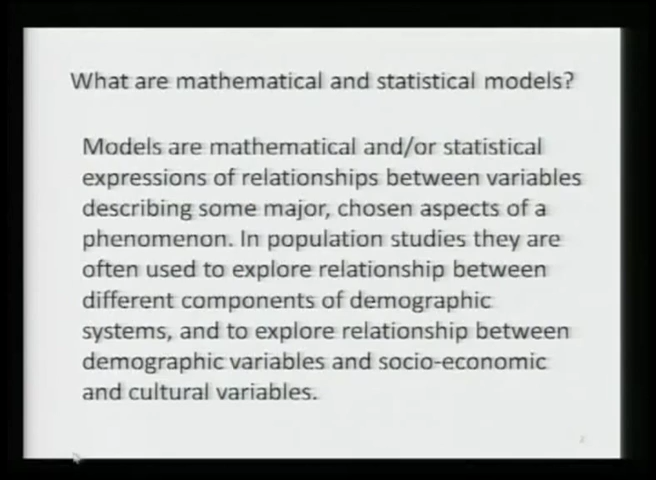 What are mathematical and statistical models?
Models are mathematical and/or statistical
expressions of relationships between variables
describing some major, chosen aspects of a
phenomenon. In population studies they are
often used to explore relationship between
different components of demographic
systems, and to explore relationship between
demographic variables and socio-economic
and cultural variables.